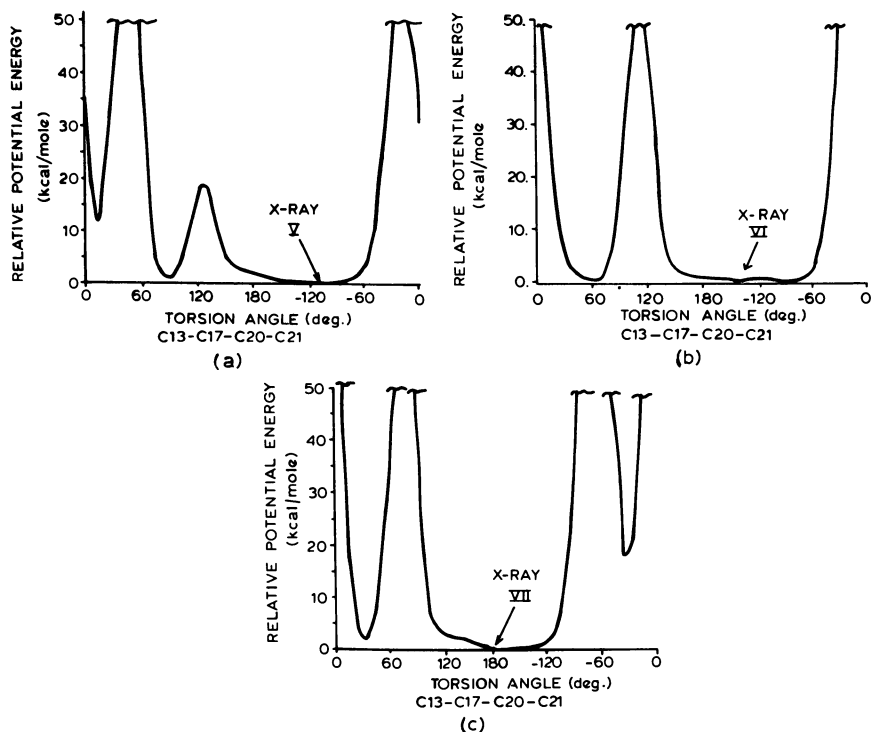 RELATIVE POTENTIAL ENERGY
(kcal/mole)
50
40
30
20
10
0
X-RAY
V
0 60 120 180 -120 -60 0
TORSION ANGLE (deg.)
C13-C17-C20-C21
(a)
RELATIVE POTENTIAL ENERGY
(kcal/mole
50.
40.
30.
20.
10.
0.
X-RAY
VI
0 60 120 180 -120 -60 0
TORSION ANGLE (deg.)
C13-C17-C20-C21
(b)
RELATIVE POTENTIAL ENERGY
(kcal/mole)
50
40
30
20
10
0
X-RAY
VII
0 60 120 180 -120 -60 0
TORSION ANGLE (deg.)
C13-C17-C20-C21
(c)